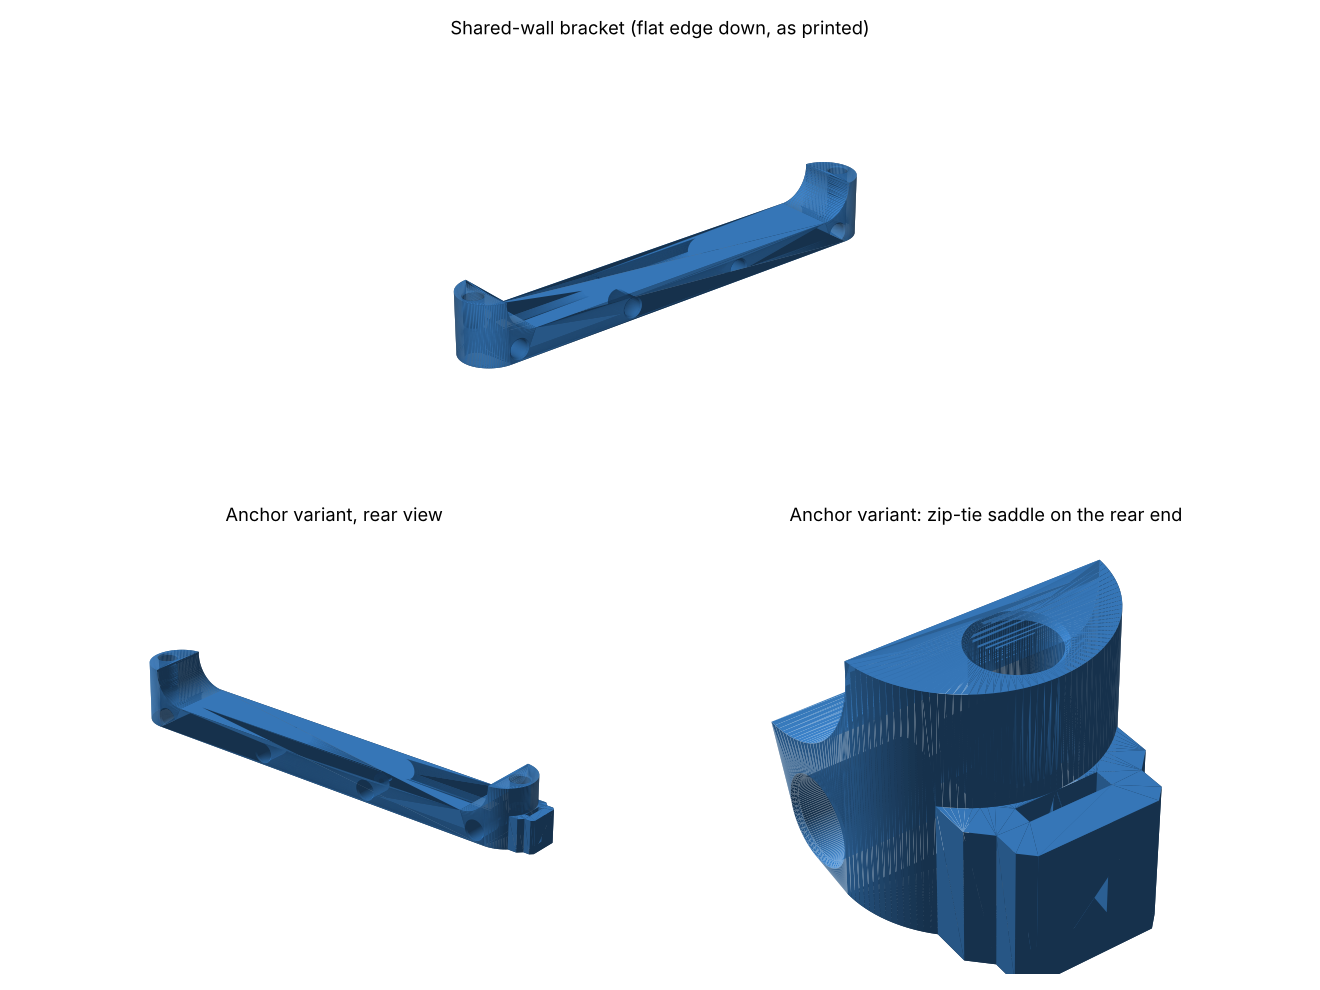 Shared-wall bracket (flat edge down, as printed)
Anchor variant, rear view
Anchor variant: zip-tie saddle on the rear end